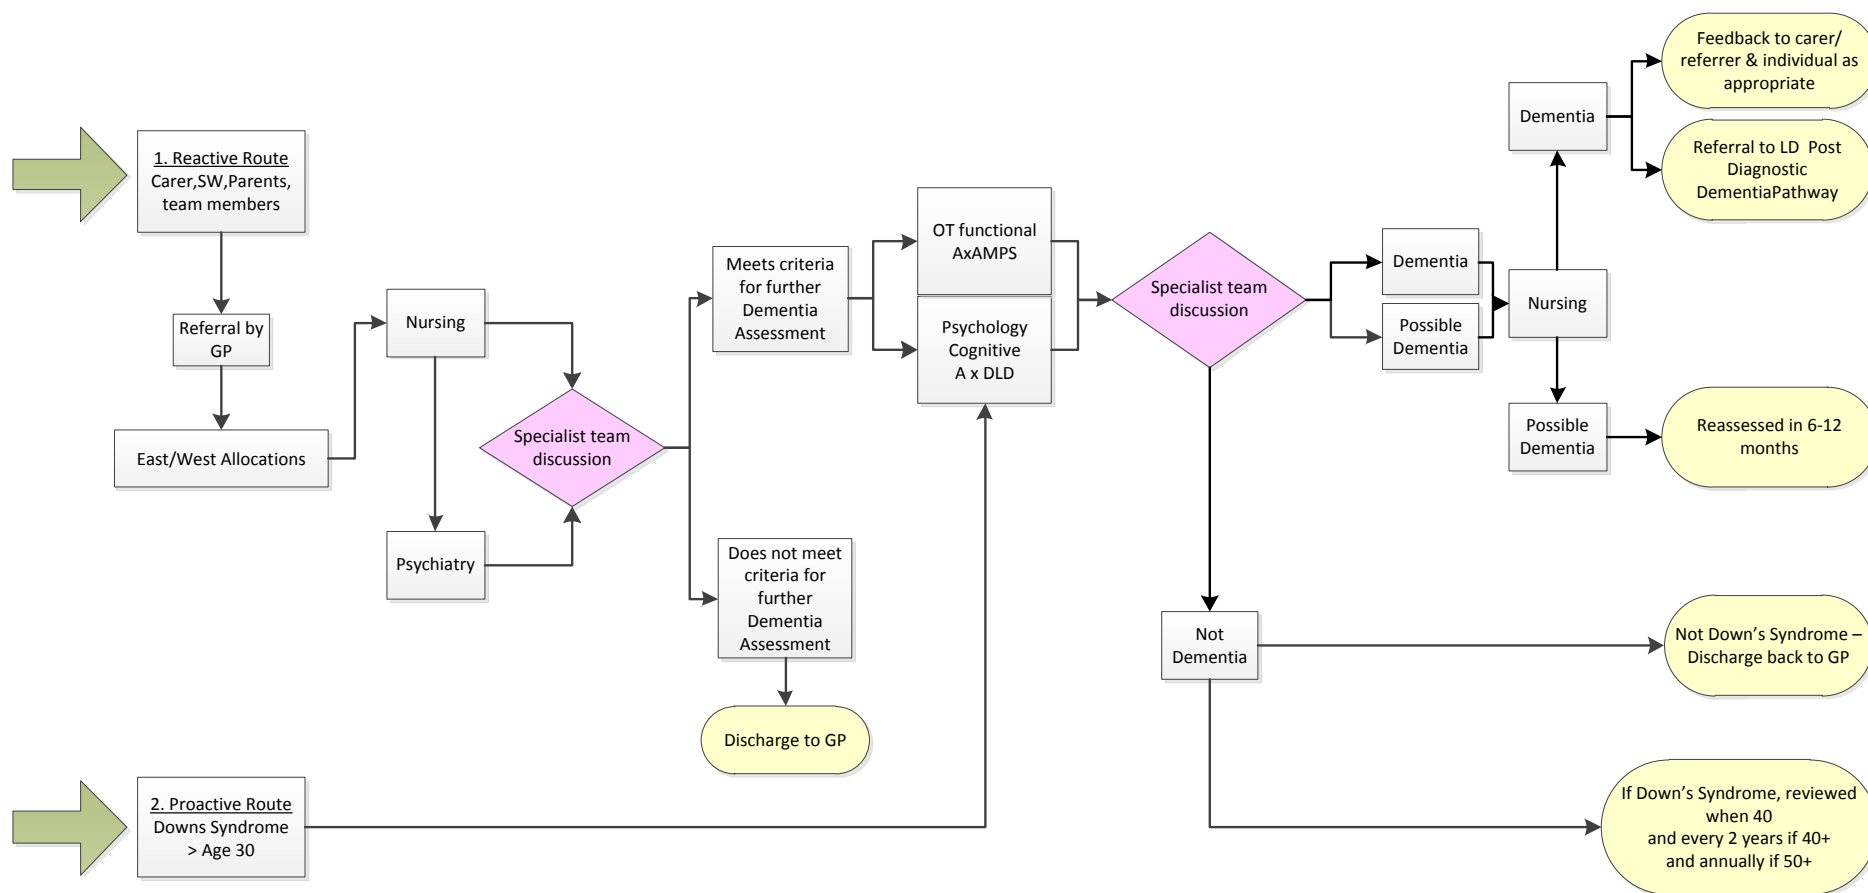 1. Reactive Route
Carer,SW,Parents,
team members
Referral by
GP
East/West Allocations
Nursing
Psychiatry
Specialist team
discussion
Meets criteria
for further
Dementia
Assessment
Does not meet
criteria for
further
Dementia
Assessment
Discharge to GP
2. Proactive Route
Downs Syndrome
> Age 30
OT functional
AxAMPS
Psychology
Cognitive
A x DLD
Specialist team
discussion
Dementia
Possible
Dementia
Nursing
Dementia
Feedback to carer/
referrer & individual as
appropriate
Referral to LD  Post
Diagnostic
DementiaPathway
Possible
Dementia
Reassessed in 6-12
months
Not
Dementia
Not Down’s Syndrome –
Discharge back to GP
If Down’s Syndrome, reviewed
when 40
and every 2 years if 40+
and annually if 50+